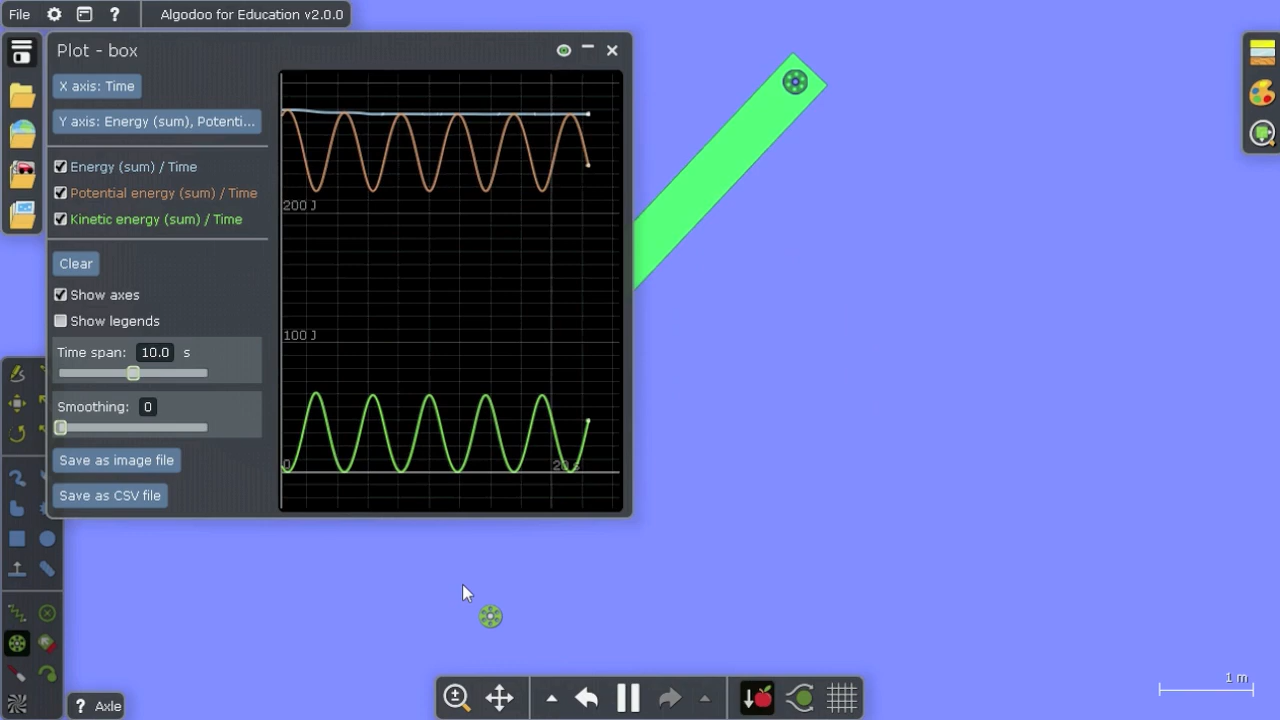 File
?
Algodoo for Education v2.0.0
Plot - box
X axis: Time
Y axis: Energy (sum), Potenti...
Energy (sum) / Time
Potential energy (sum) / Time
Kinetic energy (sum) / Time
Clear
Show axes
Show legends
Time span: 10.0 s
Smoothing: 0
Save as image file
Save as CSV file
200 J
100 J
0
20 s
1 m
? Axle